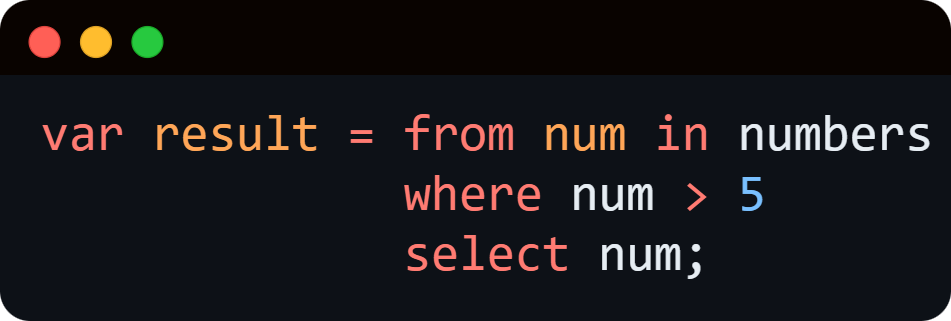 var result = from num in numbers
where num > 5
select num;